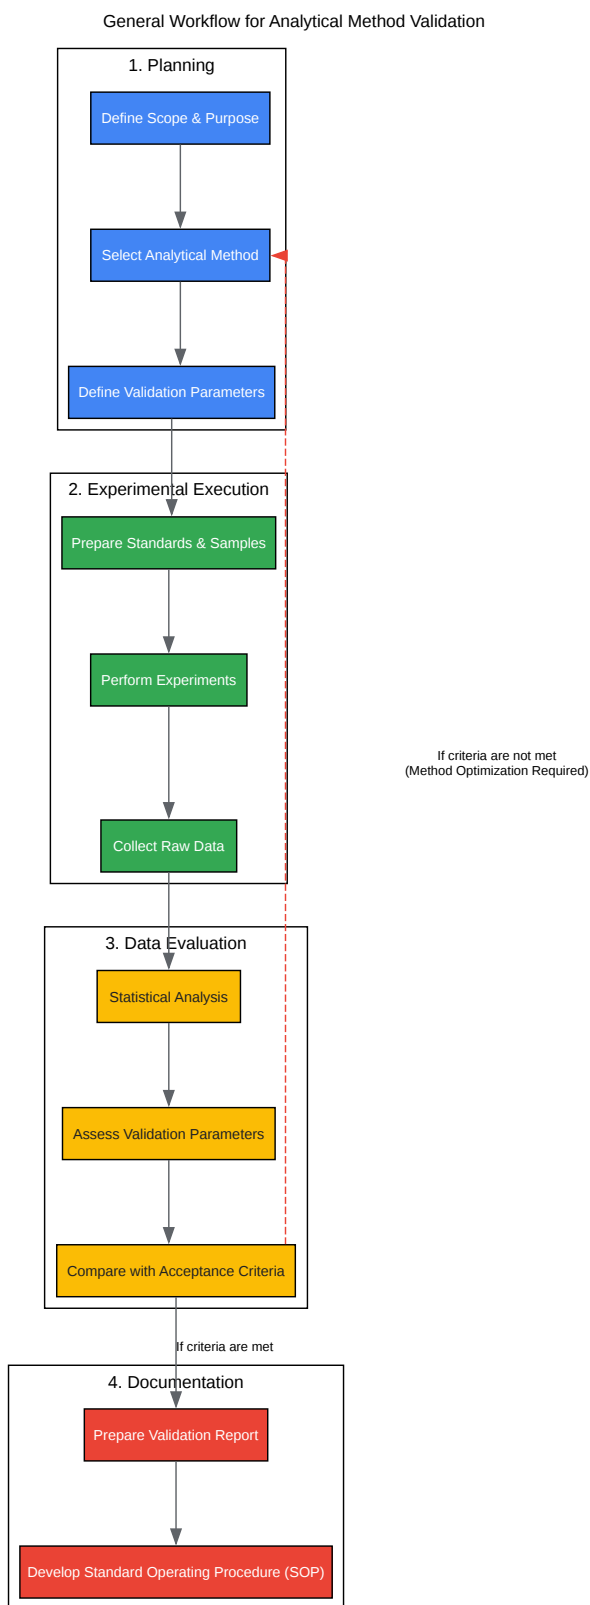 General Workflow for Analytical Method Validation
1. Planning
Define Scope & Purpose
Select Analytical Method
Define Validation Parameters
2. Experimental Execution
Prepare Standards & Samples
Perform Experiments
If criteria are not met
(Method Optimization Required)
Collect Raw Data
3. Data Evaluation
Statistical Analysis
Assess Validation Parameters
Compare with Acceptance Criteria
If criteria are met
4. Documentation
Prepare Validation Report
Develop Standard Operating Procedure (SOP)